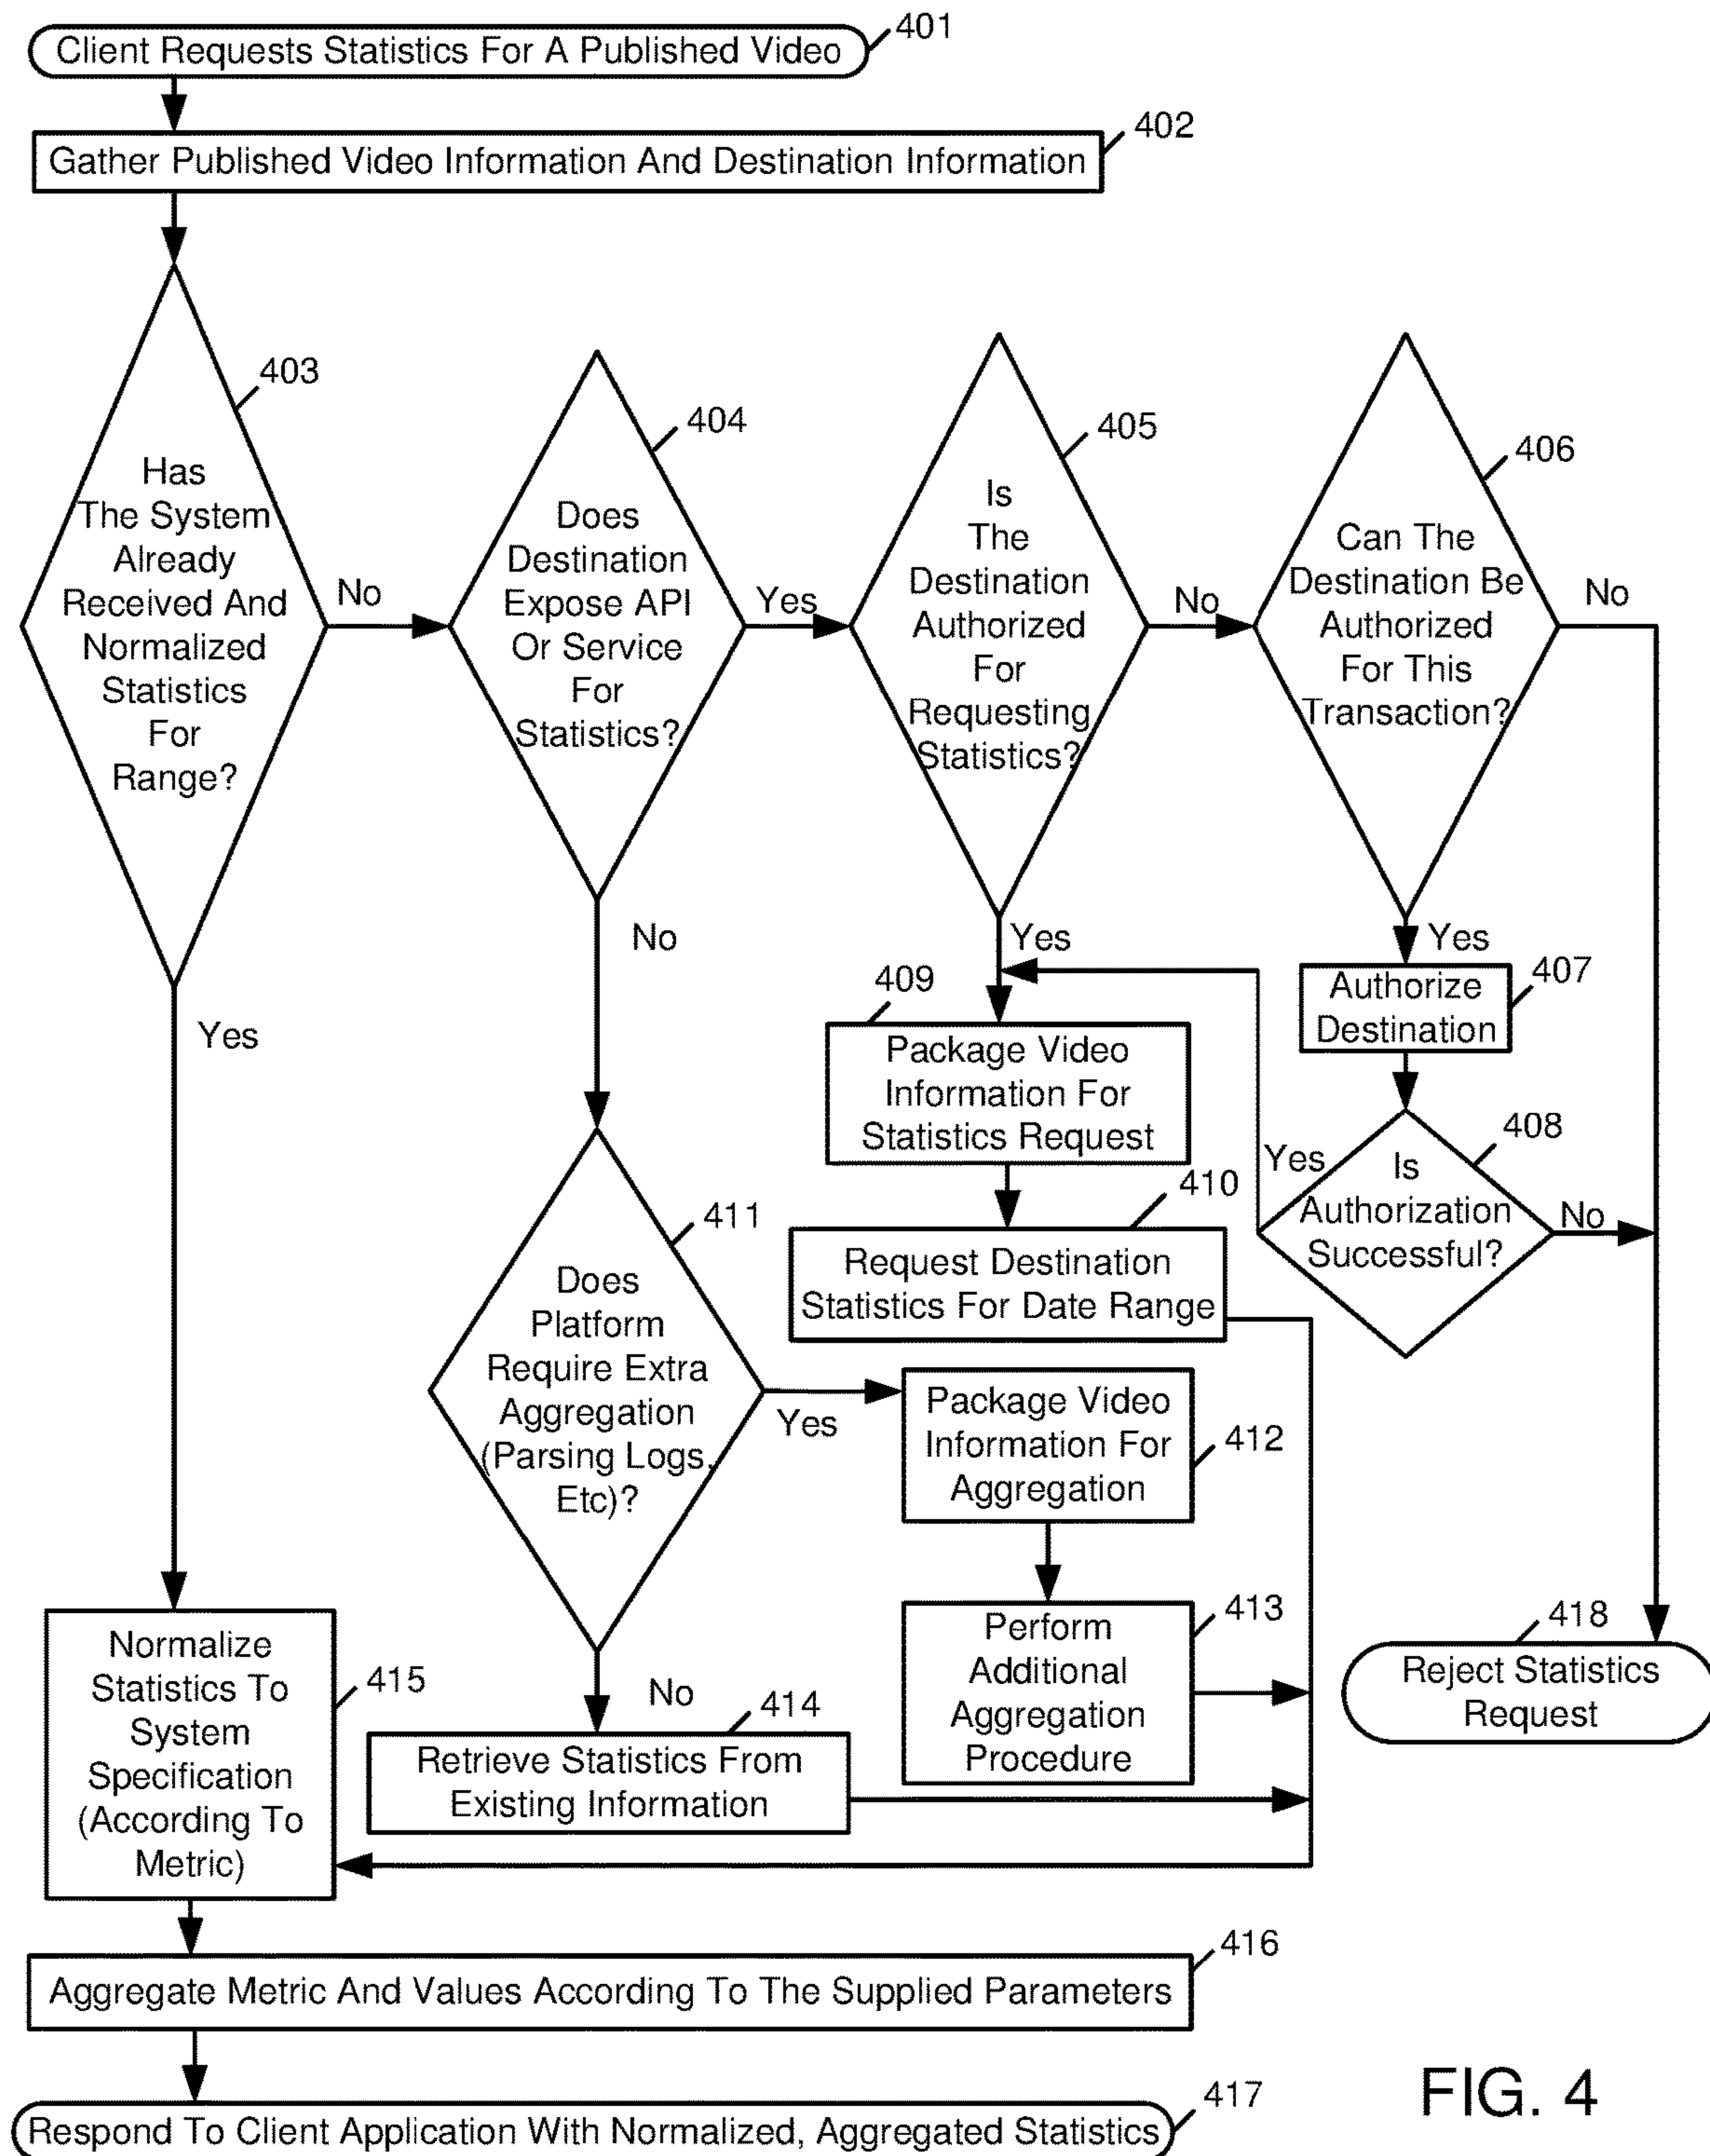 Client Requests Statistics For A Published Video
401
Gather Published Video Information And Destination Information
402
403
Has
The System
Already
Received And
Normalized
Statistics
For
Range?
No
Yes
404
Does
Destination
Expose API
Or Service
For
Statistics?
Yes
No
405
Is
The
Destination
Authorized
For
Requesting
Statistics?
No
Yes
406
Can The
Destination Be
Authorized
For This
Transaction?
No
Yes
407
Authorize
Destination
408
Is
Authorization
Successful?
Yes
No
409
Package Video
Information For
Statistics Request
410
Request Destination
Statistics For Date Range
411
Does
Platform
Require Extra
Aggregation
(Parsing Logs,
Etc)?
Yes
No
Package Video
Information For
Aggregation
412
Perform
Additional
Aggregation
Procedure
413
414
Retrieve Statistics From
Existing Information
Normalize
Statistics To
System
Specification
(According To
Metric)
415
418
Reject Statistics
Request
Aggregate Metric And Values According To The Supplied Parameters
416
Respond To Client Application With Normalized, Aggregated Statistics
417
FIG. 4